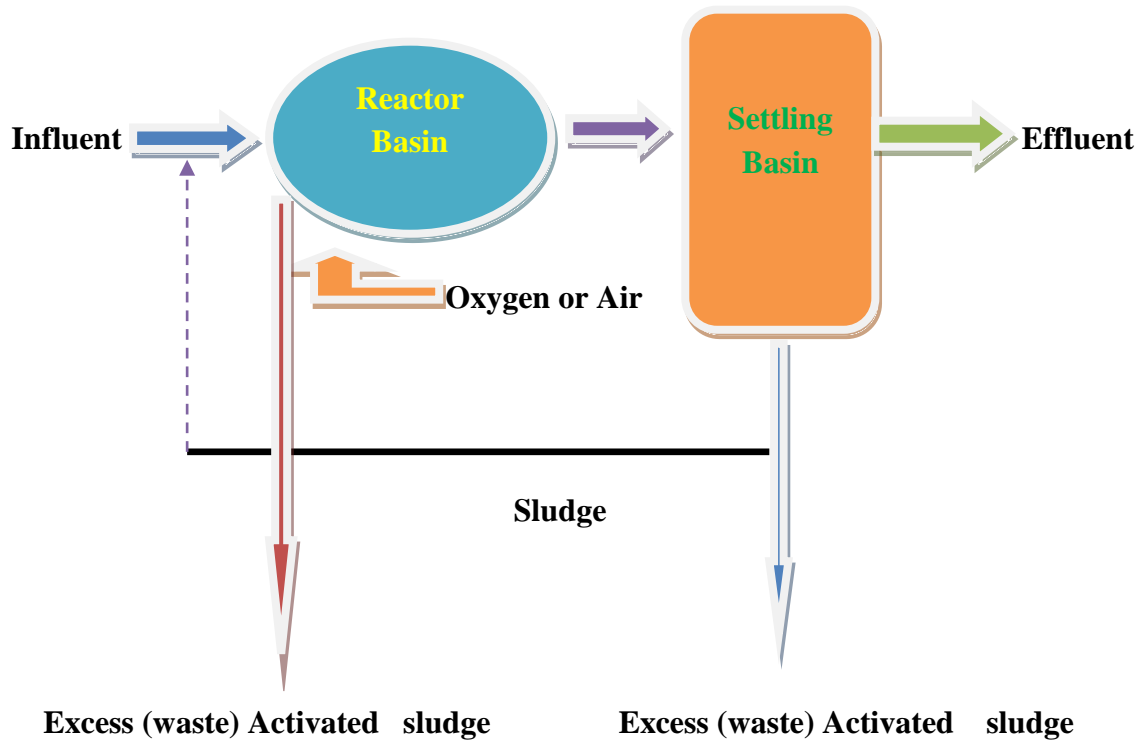 Reactor
Basin
Settling
Basin
Influent
Effluent
Oxygen or Air
Sludge
Excess (waste) Activated sludge
Excess (waste) Activated sludge